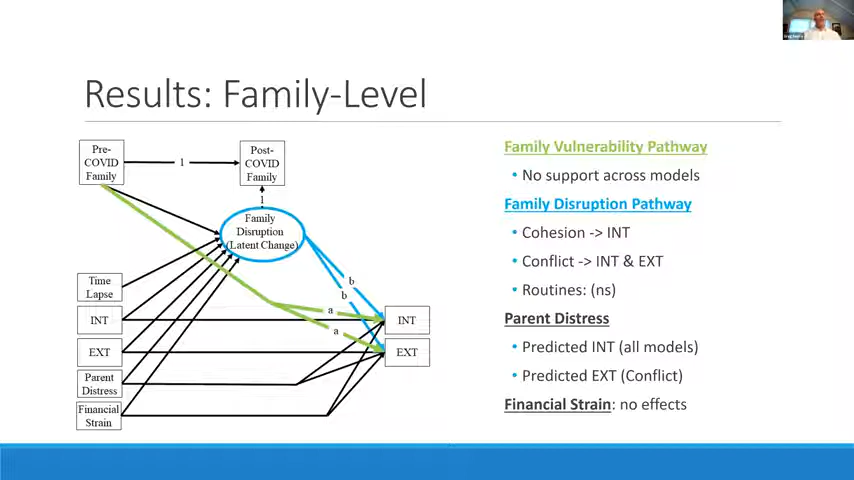 Results: Family-Level
Pre-
COVID
Family
1
Post-
COVID
Family
1
Family
Disruption
(Latent Change)
Time
Lapse
INT
EXT
Parent
Distress
Financial
Strain
b
b
a
a
INT
EXT
Family Vulnerability Pathway
• No support across models
Family Disruption Pathway
• Cohesion -> INT
• Conflict -> INT & EXT
• Routines: (ns)
Parent Distress
• Predicted INT (all models)
• Predicted EXT (Conflict)
Financial Strain: no effects